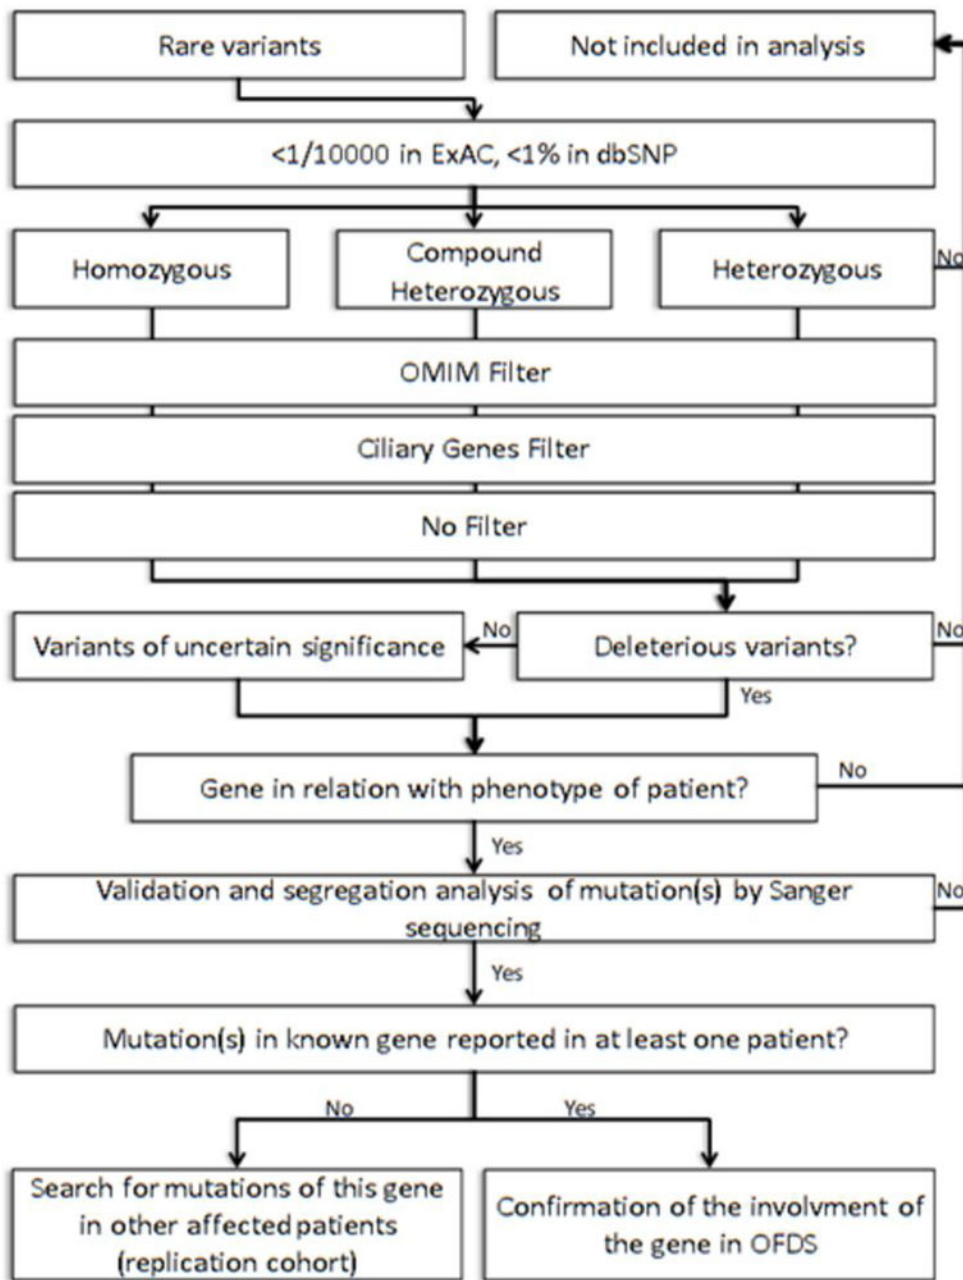 Rare variants
Not included in analysis
<1/10000 in ExAC, <1% in dbSNP
Homozygous
Compound
Heterozygous
Heterozygous
No
OMIM Filter
Ciliary Genes Filter
No Filter
Variants of uncertain significance
No
Deleterious variants?
No
Yes
Gene in relation with phenotype of patient?
No
Yes
Validation and segregation analysis of mutation(s) by Sanger
sequencing
No
Yes
Mutation(s) in known gene reported in at least one patient?
No
Yes
Search for mutations of this gene
in other affected patients
(replication cohort)
Confirmation of the involvment of
the gene in OFDS